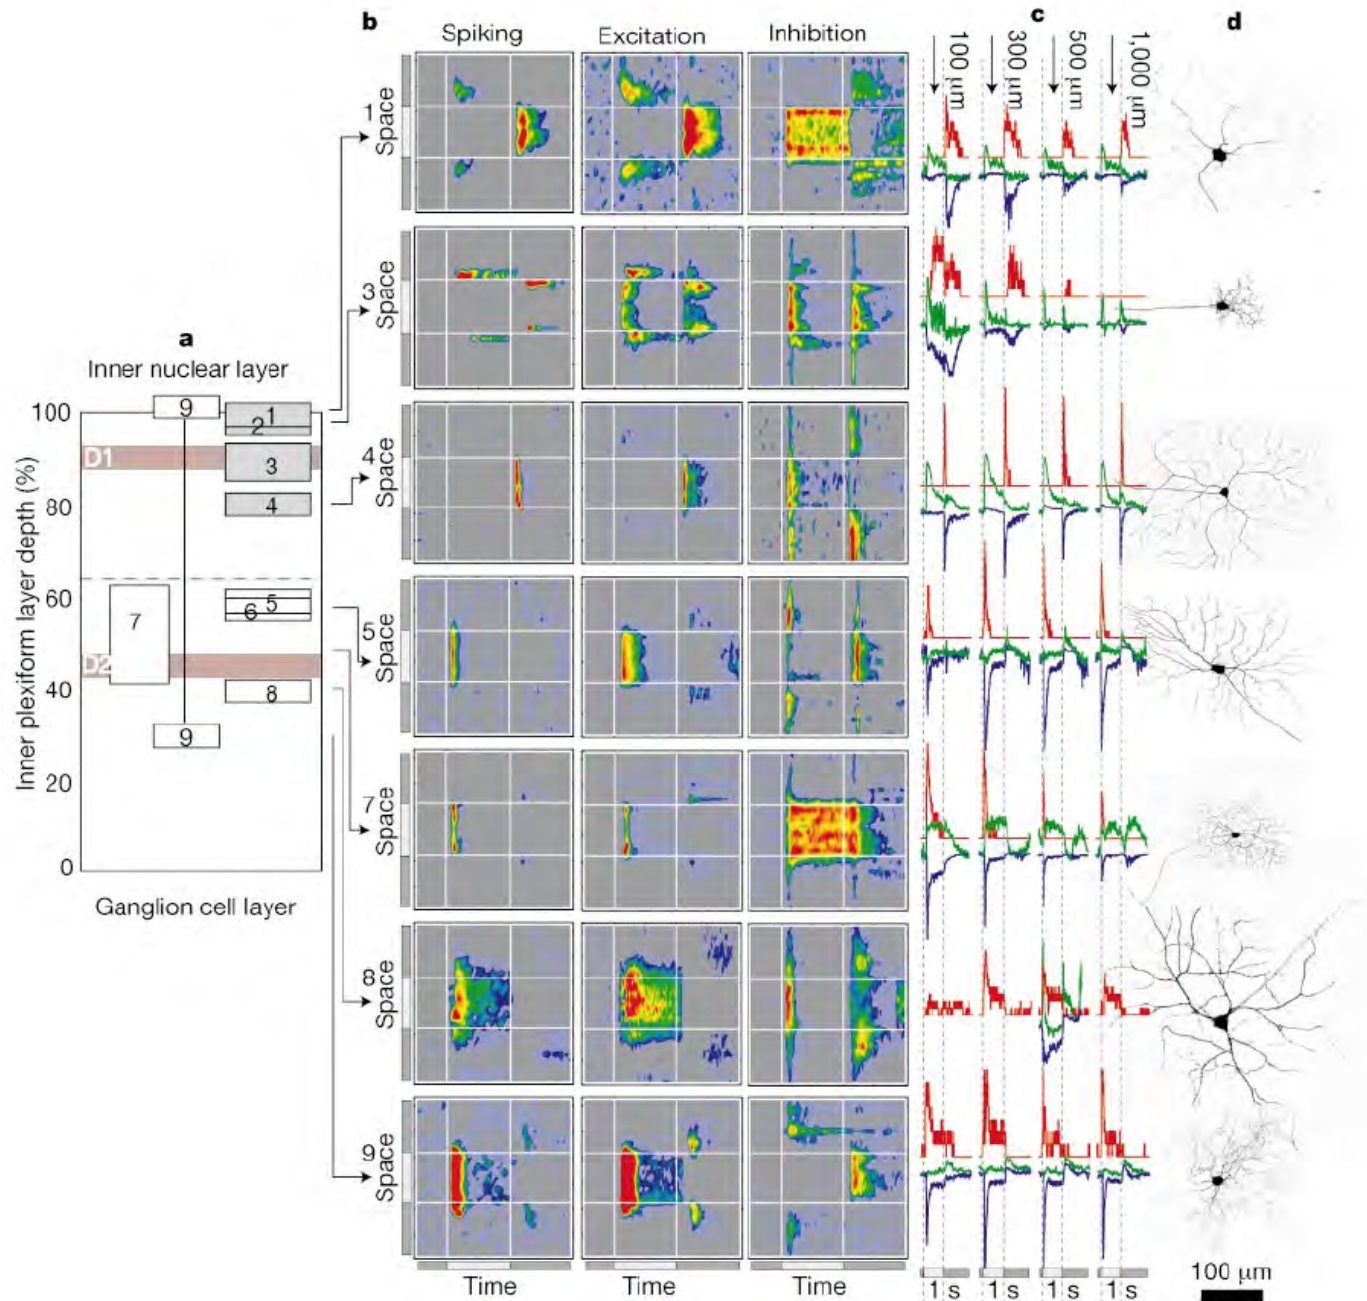 b
c
d
Spiking
Excitation
Inhibition
100 μm
300 μm
500 μm
1,000 μm
1
Space
3
Space
4
Space
5
Space
7
Space
8
Space
9
Space
a
Inner nuclear layer
Inner plexiform layer depth (%)
100
80
60
40
20
0
D1
D2
9
1
2
3
4
5
6
7
8
9
Ganglion cell layer
Time
Time
Time
1 s
1 s
1 s
1 s
100 μm